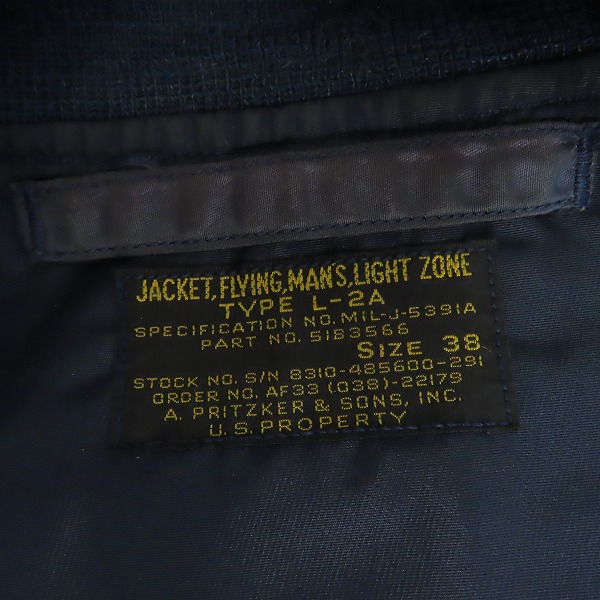 JACKET, FLYING, MAN'S, LIGHT ZONE
TYPE L-2A
SPECIFICATION NO. MIL-J-5391A
PART NO. 51B3566
SIZE 38
STOCK NO. S/N 8310-485600-291
ORDER NO. AF33 (038)-22179
A. PRITZKER & SONS, INC.
U.S. PROPERTY